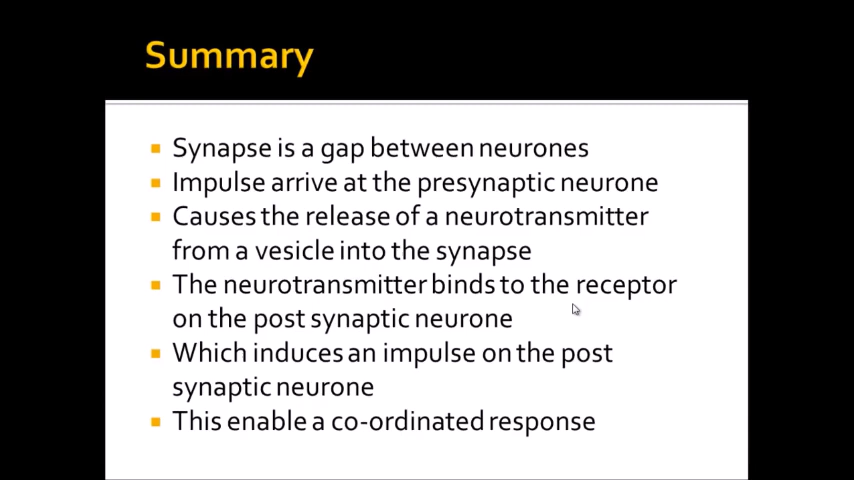 Summary
Synapse is a gap between neurones
Impulse arrive at the presynaptic neurone
Causes the release of a neurotransmitter
from a vesicle into the synapse
The neurotransmitter binds to the receptor
on the post synaptic neurone
Which induces an impulse on the post
synaptic neurone
This enable a co-ordinated response